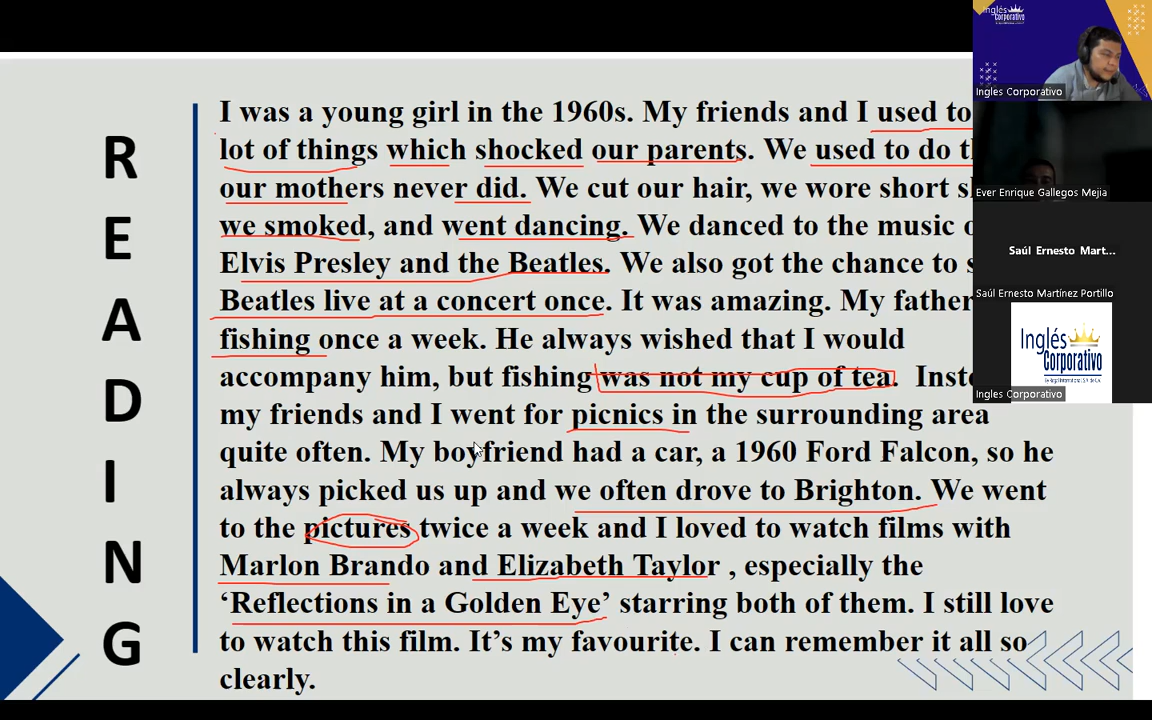 READING
I was a young girl in the 1960s. My friends and I used to
lot of things which shocked our parents. We used to do
our mothers never did. We cut our hair, we wore short
we smoked, and went dancing. We danced to the music
Elvis Presley and the Beatles. We also got the chance to
Beatles live at a concert once. It was amazing. My father
fishing once a week. He always wished that I would
accompany him, but fishing was not my cup of tea.
my friends and I went for picnics in the surrounding area
quite often. My boyfriend had a car, a 1960 Ford Falcon, so he
always picked us up and we often drove to Brighton. We went
to the pictures twice a week and I loved to watch films with
Marlon Brando and Elizabeth Taylor , especially the
‘Reflections in a Golden Eye’ starring both of them. I still love
to watch this film. It’s my favourite. I can remember it all so
clearly.
Inglés
Corporativo
Ingles Corporativo
Ever Enrique Gallegos Mejia
Saúl Ernesto Mart...
Saúl Ernesto Martínez Portillo
Inglés
Corporativo
Ingles Corporativo